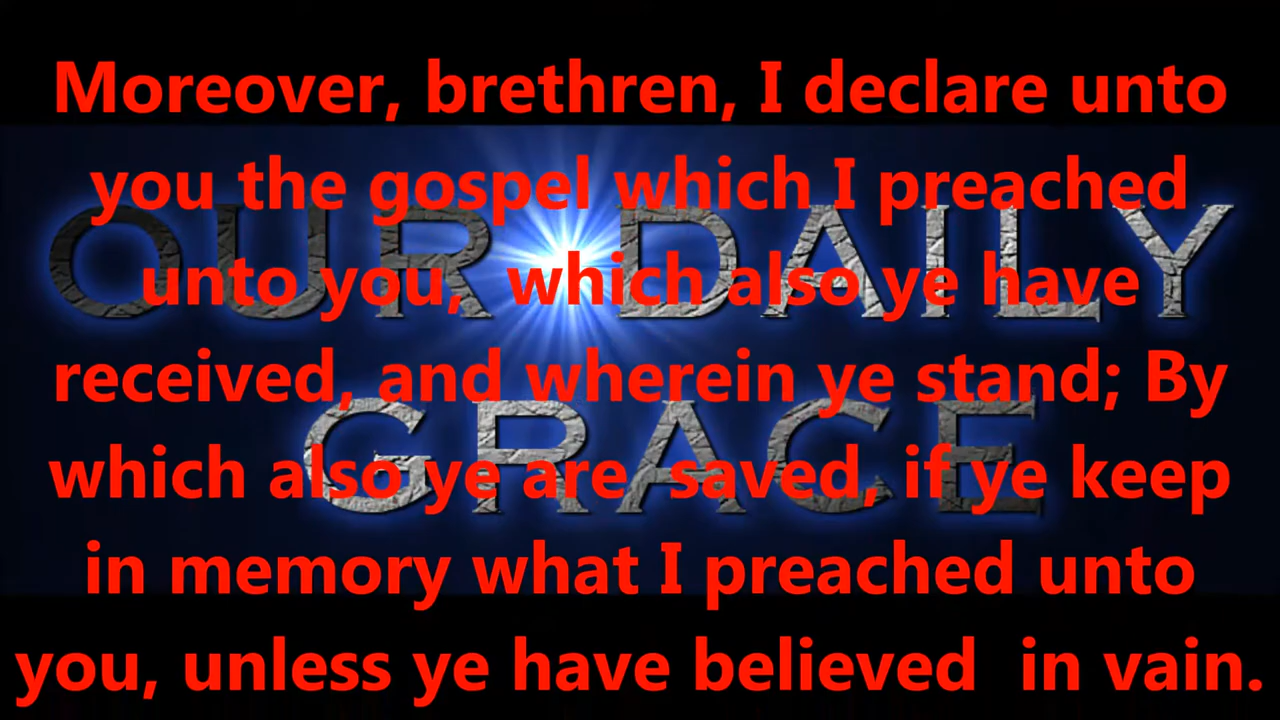 Moreover, brethren, I declare unto
you the gospel which I preached
OUR DAILY
unto you,  which also ye have
received, and wherein ye stand; By
GRACE
which also ye are  saved, if ye keep
in memory what I preached unto
you, unless ye have believed  in vain.